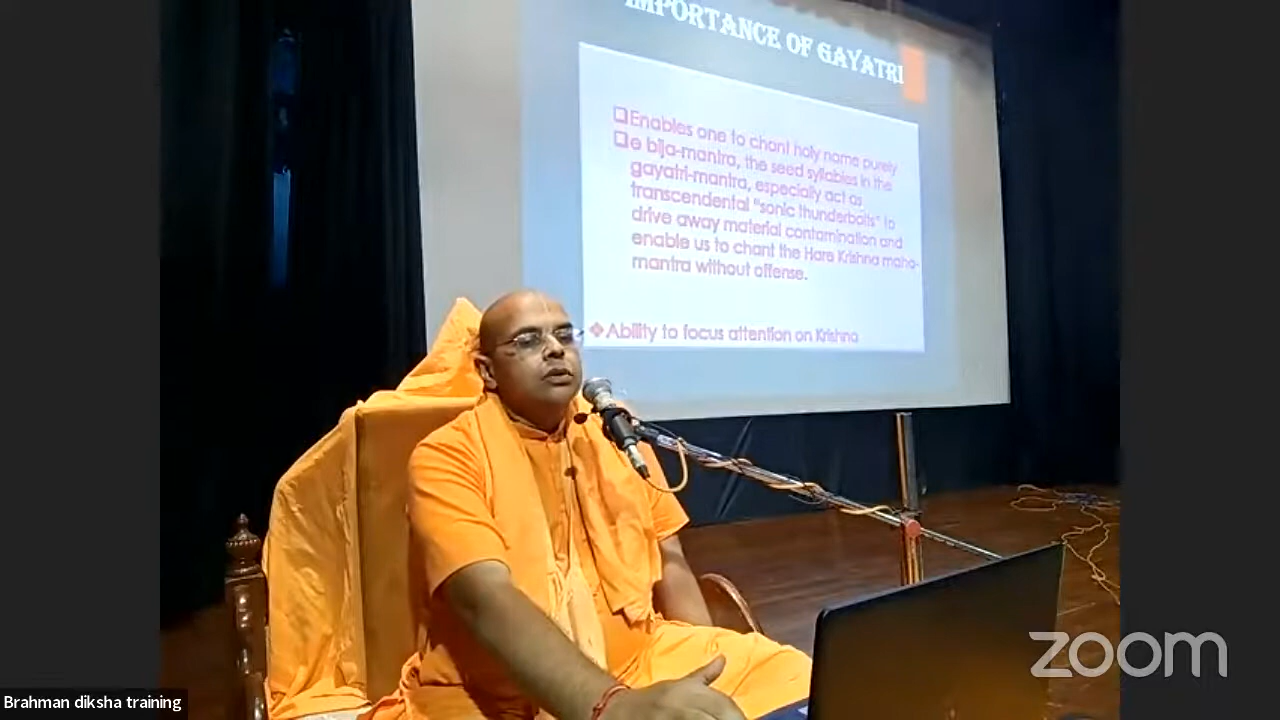 IMPORTANCE OF GAYATRI
❑Enables one to chant holy name purely
❑e bija-mantra, the seed syllables in the
gayatri-mantra, especially act as
transcendental "sonic thunderbolts" to
drive away material contamination and
enable us to chant the Hare Krishna maha-
mantra without offense.
❖Ability to focus attention on Krishna
zoom
Brahman diksha training